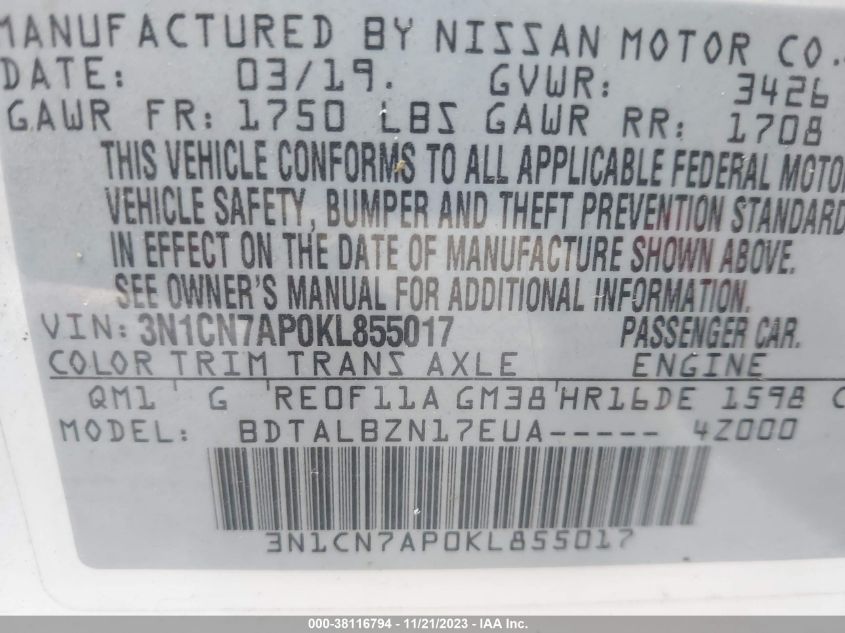 MANUFACTURED BY NISSAN MOTOR CO.
DATE: 03/19. GVWR: 3426
GAWR FR: 1750 LBS GAWR RR: 1708
THIS VEHICLE CONFORMS TO ALL APPLICABLE FEDERAL MOTO
VEHICLE SAFETY, BUMPER AND THEFT PREVENTION STANDARD
IN EFFECT ON THE DATE OF MANUFACTURE SHOWN ABOVE.
SEE OWNER'S MANUAL FOR ADDITIONAL INFORMATION.
VIN: 3N1CN7AP0KL855017 PASSENGER CAR.
COLOR TRIM TRANS AXLE ENGINE
QM1 G RE0F11A GM38 HR16DE 1598 C
MODEL: BDTALBZN17EUA----- 4Z000
3N1CN7AP0KL855017
000-38116794 - 11/21/2023 - IAA Inc.